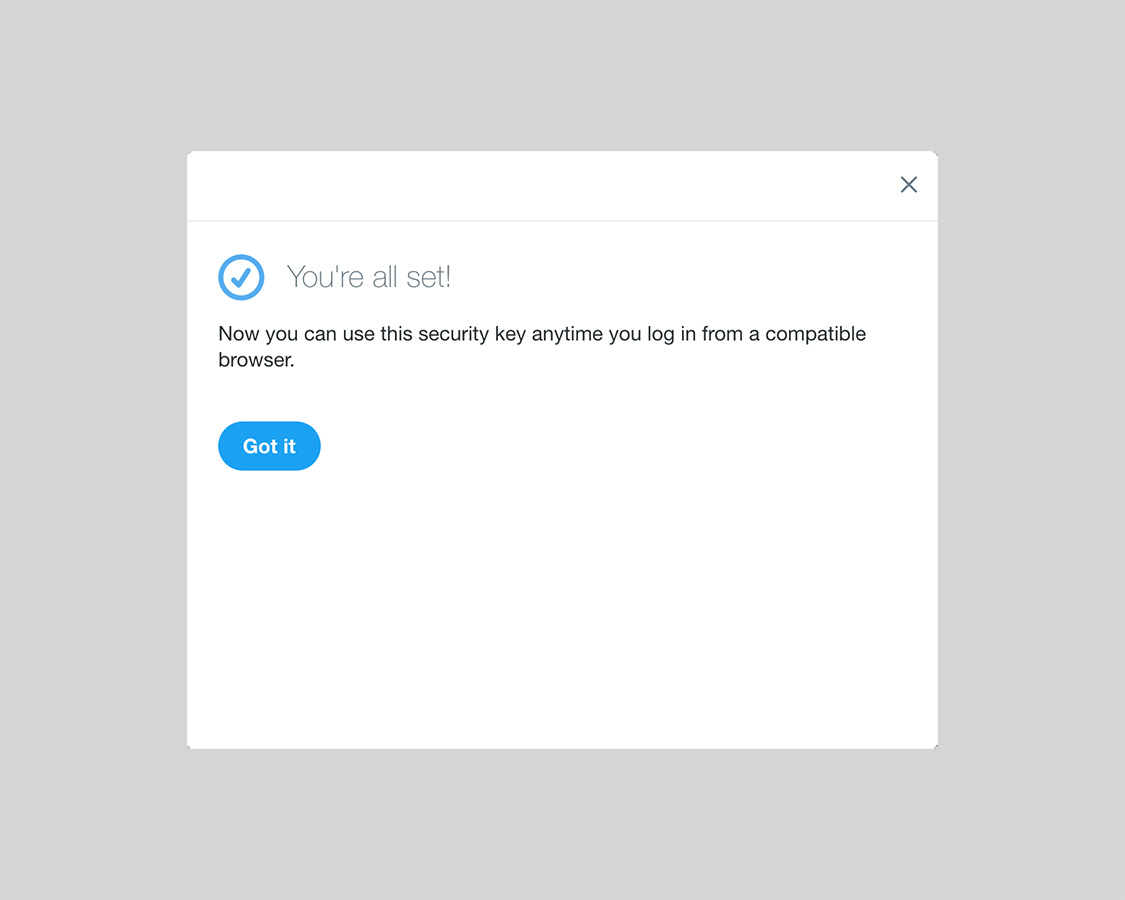 You're all set!
Now you can use this security key anytime you log in from a compatible
browser.
Got it